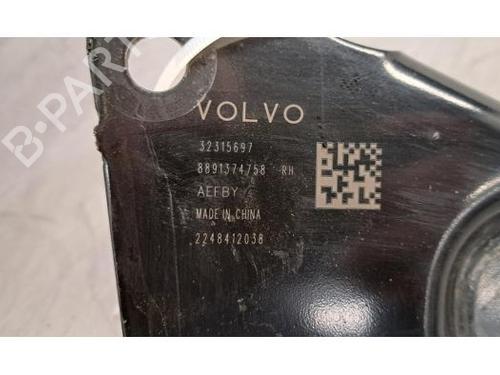 VOLVO
32315697
8891374758 RH
AEFBY
MADE IN CHINA
2248412038
B-PARTS